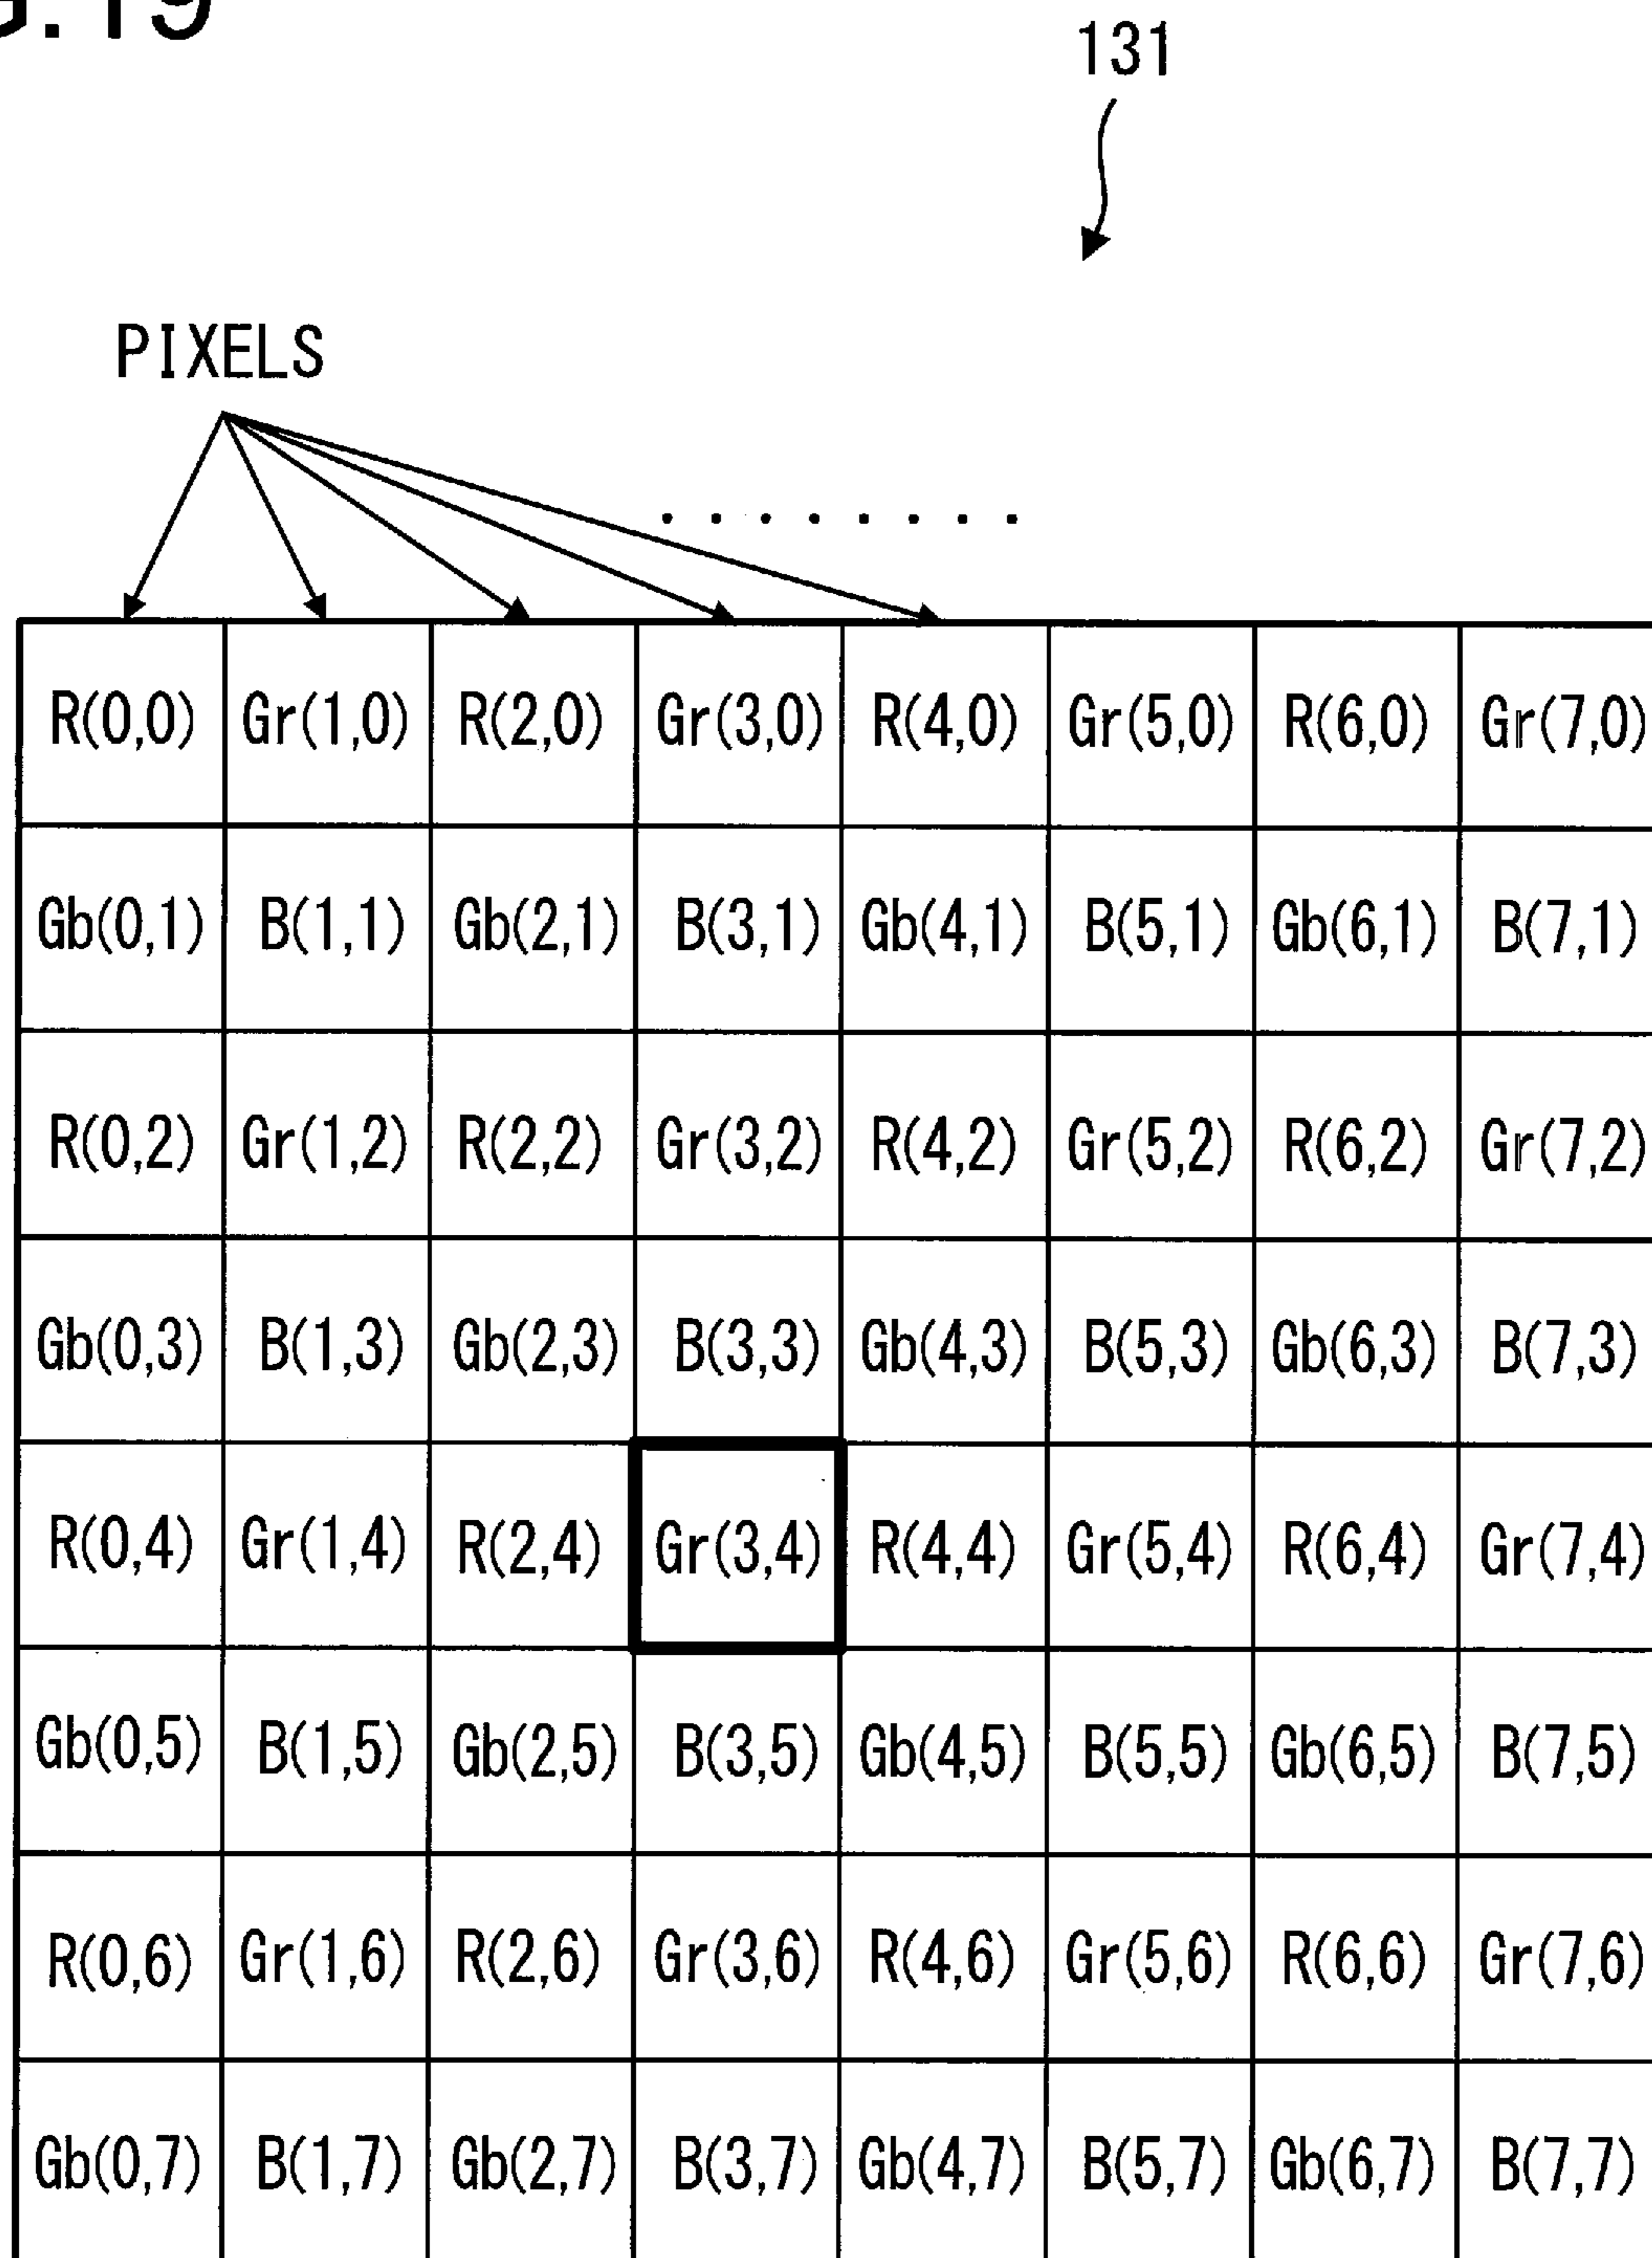 G.19
131
PIXELS
R(0,0) Gr(1,0) R(2,0) Gr(3,0) R(4,0) Gr(5,0) R(6,0) Gr(7,0)
Gb(0,1) B(1,1) Gb(2,1) B(3,1) Gb(4,1) B(5,1) Gb(6,1) B(7,1)
R(0,2) Gr(1,2) R(2,2) Gr(3,2) R(4,2) Gr(5,2) R(6,2) Gr(7,2)
Gb(0,3) B(1,3) Gb(2,3) B(3,3) Gb(4,3) B(5,3) Gb(6,3) B(7,3)
R(0,4) Gr(1,4) R(2,4) Gr(3,4) R(4,4) Gr(5,4) R(6,4) Gr(7,4)
Gb(0,5) B(1,5) Gb(2,5) B(3,5) Gb(4,5) B(5,5) Gb(6,5) B(7,5)
R(0,6) Gr(1,6) R(2,6) Gr(3,6) R(4,6) Gr(5,6) R(6,6) Gr(7,6)
Gb(0,7) B(1,7) Gb(2,7) B(3,7) Gb(4,7) B(5,7) Gb(6,7) B(7,7)